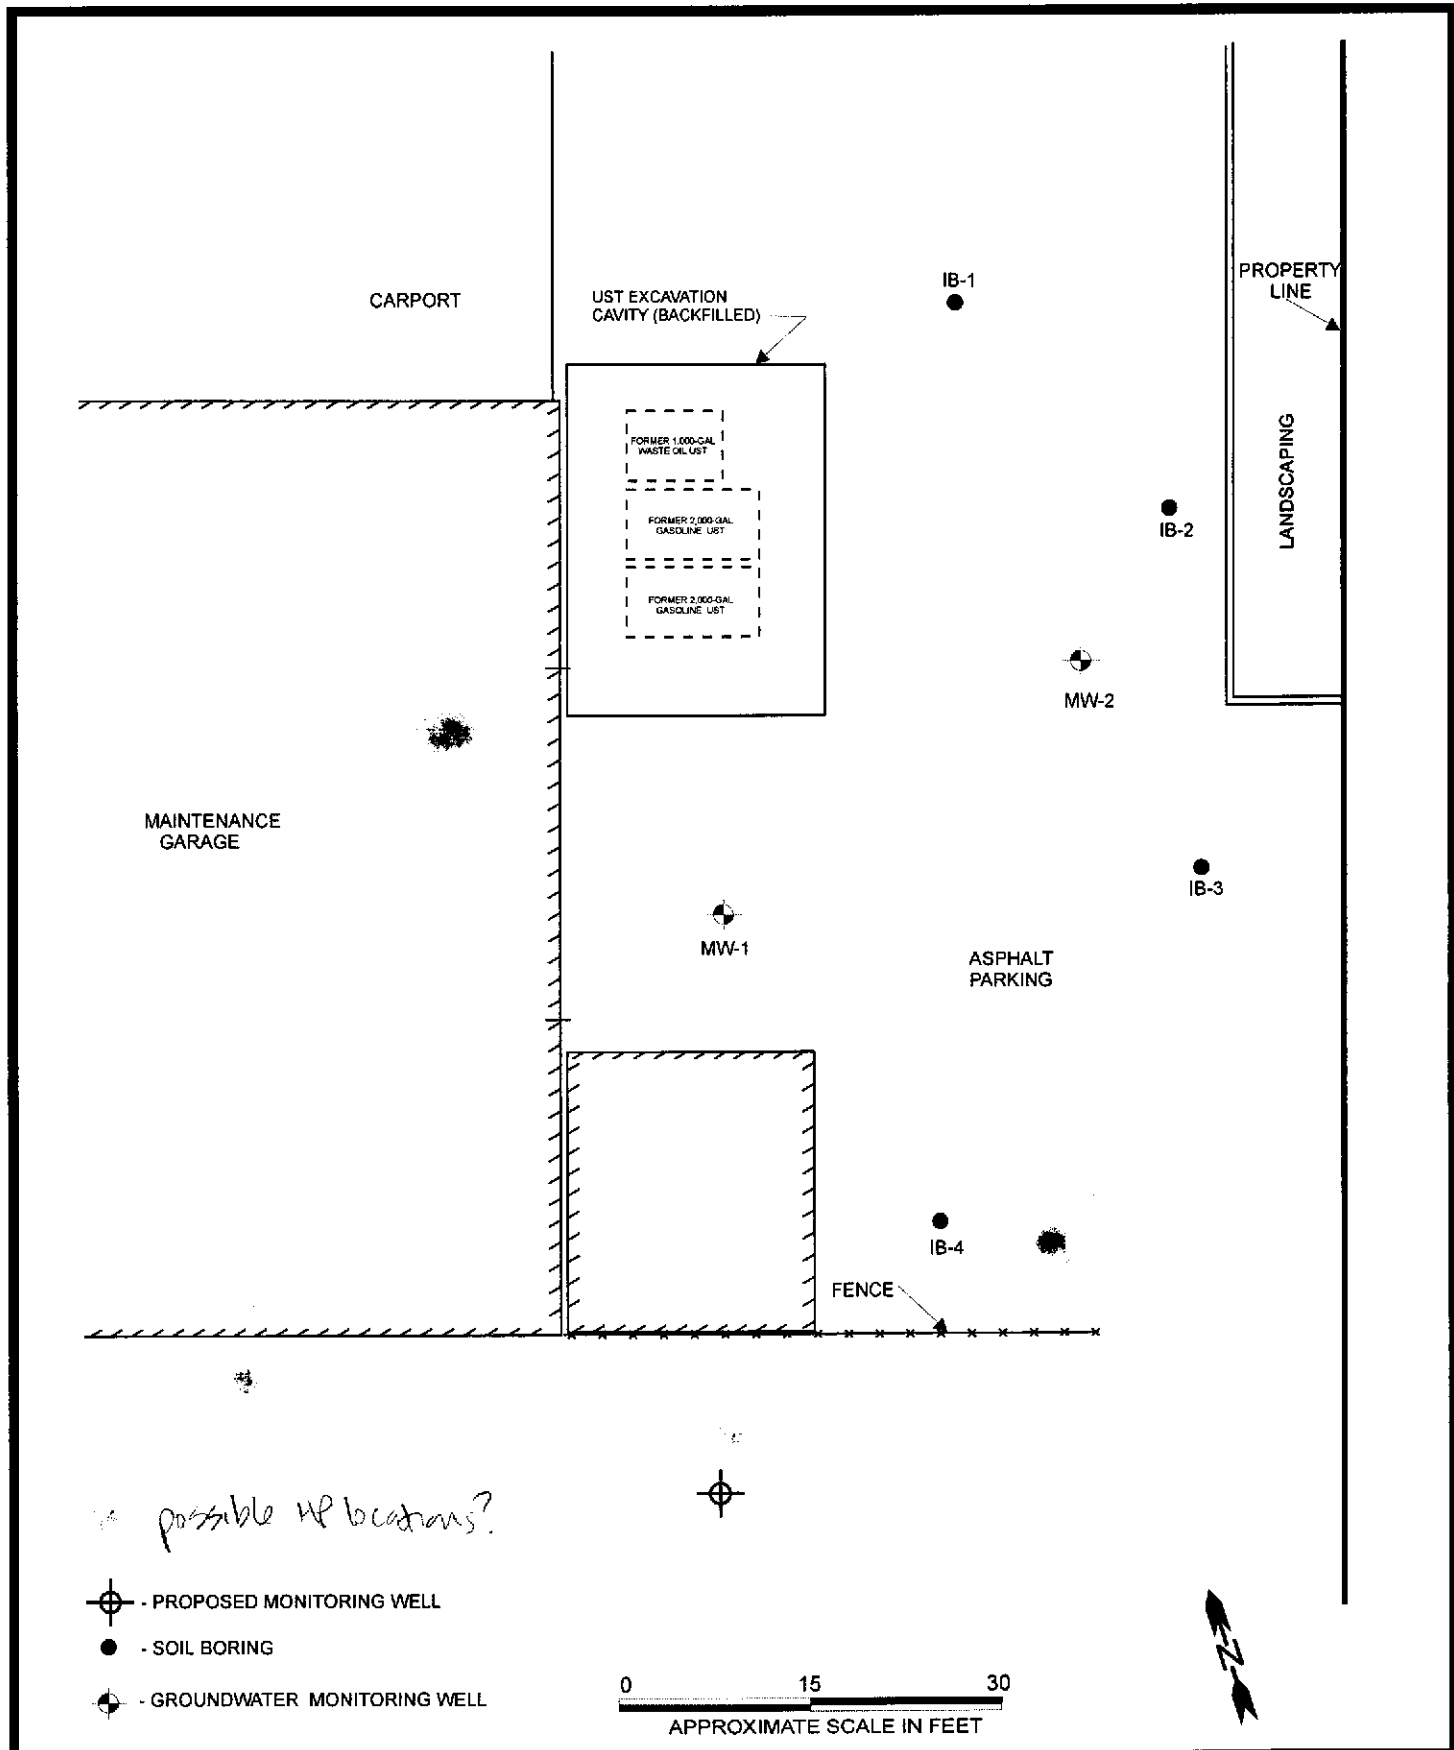 IB-1
PROPERTY
LINE
CARPORT
UST EXCAVATION
CAVITY (BACKFILLED)
FORMER 1,000-GAL
WASTE OIL UST
LANDSCAPING
FORMER 2,000-GAL
GASOLINE UST
IB-2
FORMER 2,000-GAL
GASOLINE UST
MW-2
MAINTENANCE
GARAGE
IB-3
MW-1
ASPHALT
PARKING
IB-4
FENCE
possible HP locations?
- PROPOSED MONITORING WELL
- SOIL BORING
- GROUNDWATER MONITORING WELL
0 15 30
APPROXIMATE SCALE IN FEET
N